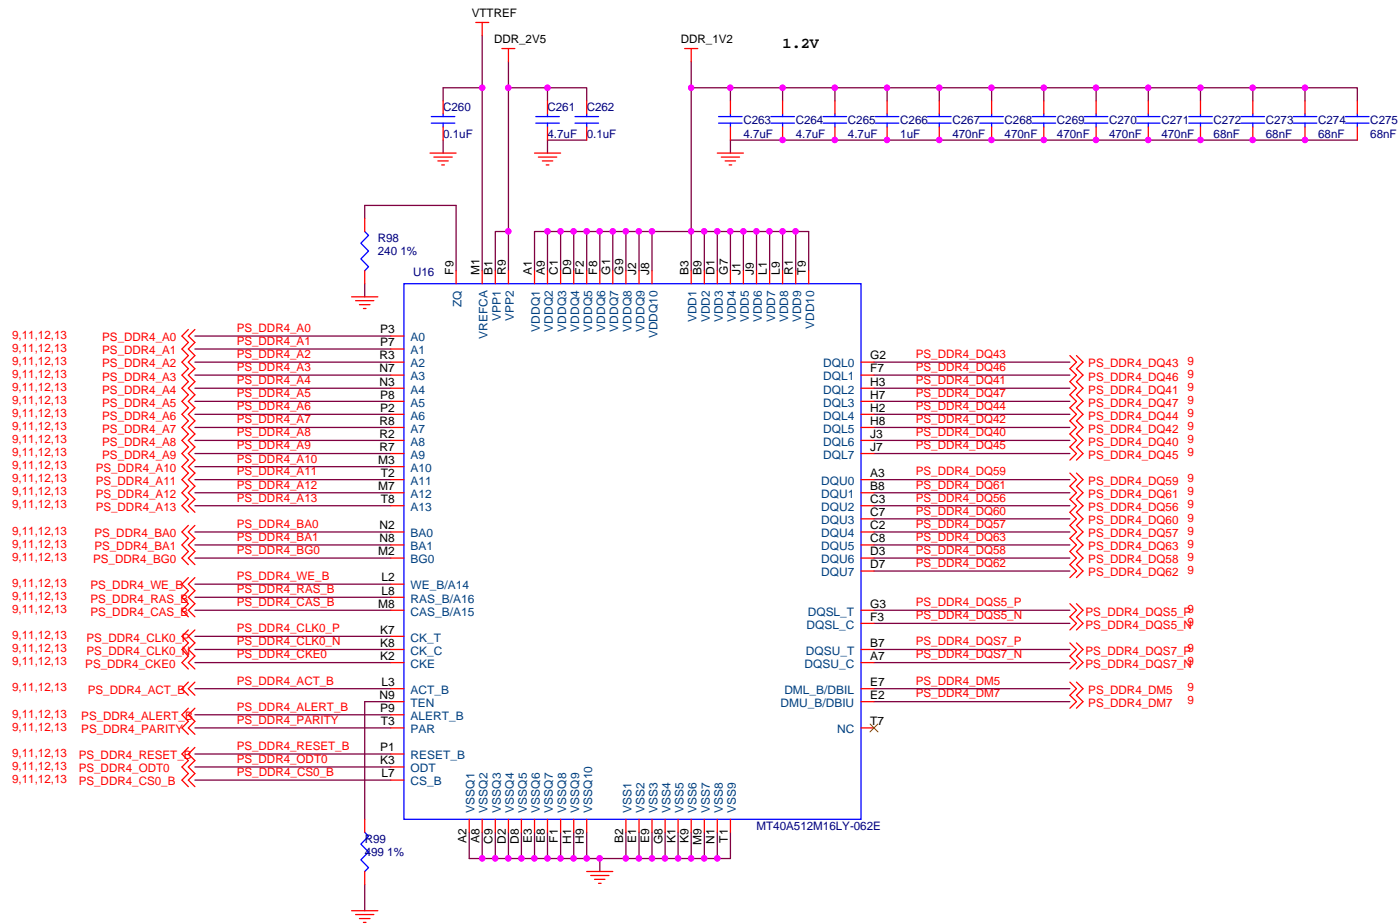 VTTREF
DDR_2V5
DDR_1V2
1.2V
C260
0.1uF
C261
4.7uF
C262
0.1uF
C263
4.7uF
C264
4.7uF
C265
4.7uF
C266
1uF
C267
470nF
C268
470nF
C269
470nF
C270
470nF
C271
470nF
C272
68nF
C273
68nF
C274
68nF
C275
68nF
R98
240 1%
U16
F9 M1 B1 R9 A1 A9 C1 D9 F2 F8 G1 G9 J2 J8 B3 B9 D1 G7 J1 J9 L1 L9 R1 T9
ZQ VREFCA VPP1 VPP2 VDDQ1 VDDQ2 VDDQ3 VDDQ4 VDDQ5 VDDQ6 VDDQ7 VDDQ8 VDDQ9 VDDQ10 VDD1 VDD2 VDD3 VDD4 VDD5 VDD6 VDD7 VDD8 VDD9 VDD10
9,11,12,13 PS_DDR4_A0 PS_DDR4_A0 P3 A0
9,11,12,13 PS_DDR4_A1 PS_DDR4_A1 P7 A1
9,11,12,13 PS_DDR4_A2 PS_DDR4_A2 R3 A2
9,11,12,13 PS_DDR4_A3 PS_DDR4_A3 N7 A3
9,11,12,13 PS_DDR4_A4 PS_DDR4_A4 N3 A4
9,11,12,13 PS_DDR4_A5 PS_DDR4_A5 P8 A5
9,11,12,13 PS_DDR4_A6 PS_DDR4_A6 P2 A6
9,11,12,13 PS_DDR4_A7 PS_DDR4_A7 R8 A7
9,11,12,13 PS_DDR4_A8 PS_DDR4_A8 R2 A8
9,11,12,13 PS_DDR4_A9 PS_DDR4_A9 R7 A9
9,11,12,13 PS_DDR4_A10 PS_DDR4_A10 M3 A10
9,11,12,13 PS_DDR4_A11 PS_DDR4_A11 T2 A11
9,11,12,13 PS_DDR4_A12 PS_DDR4_A12 M7 A12
9,11,12,13 PS_DDR4_A13 PS_DDR4_A13 T8 A13
9,11,12,13 PS_DDR4_BA0 PS_DDR4_BA0 N2 BA0
9,11,12,13 PS_DDR4_BA1 PS_DDR4_BA1 N8 BA1
9,11,12,13 PS_DDR4_BG0 PS_DDR4_BG0 M2 BG0
9,11,12,13 PS_DDR4_WE_B PS_DDR4_WE_B L2 WE_B/A14
9,11,12,13 PS_DDR4_RAS_B PS_DDR4_RAS_B L8 RAS_B/A16
9,11,12,13 PS_DDR4_CAS_B PS_DDR4_CAS_B M8 CAS_B/A15
9,11,12,13 PS_DDR4_CLK0_P PS_DDR4_CLK0_P K7 CK_T
9,11,12,13 PS_DDR4_CLK0_N PS_DDR4_CLK0_N K8 CK_C
9,11,12,13 PS_DDR4_CKE0 PS_DDR4_CKE0 K2 CKE
9,11,12,13 PS_DDR4_ACT_B PS_DDR4_ACT_B L3 ACT_B
N9 TEN
9,11,12,13 PS_DDR4_ALERT_B PS_DDR4_ALERT_B P9 ALERT_B
9,11,12,13 PS_DDR4_PARITY PS_DDR4_PARITY T3 PAR
9,11,12,13 PS_DDR4_RESET_B PS_DDR4_RESET_B P1 RESET_B
9,11,12,13 PS_DDR4_ODT0 PS_DDR4_ODT0 K3 ODT
9,11,12,13 PS_DDR4_CS0_B PS_DDR4_CS0_B L7 CS_B
DQL0 G2 PS_DDR4_DQ43 PS_DDR4_DQ43 9
DQL1 F7 PS_DDR4_DQ46 PS_DDR4_DQ46 9
DQL2 H3 PS_DDR4_DQ41 PS_DDR4_DQ41 9
DQL3 H7 PS_DDR4_DQ47 PS_DDR4_DQ47 9
DQL4 H2 PS_DDR4_DQ44 PS_DDR4_DQ44 9
DQL5 H8 PS_DDR4_DQ42 PS_DDR4_DQ42 9
DQL6 J3 PS_DDR4_DQ40 PS_DDR4_DQ40 9
DQL7 J7 PS_DDR4_DQ45 PS_DDR4_DQ45 9
DQU0 A3 PS_DDR4_DQ59 PS_DDR4_DQ59 9
DQU1 B8 PS_DDR4_DQ61 PS_DDR4_DQ61 9
DQU2 C3 PS_DDR4_DQ56 PS_DDR4_DQ56 9
DQU3 C7 PS_DDR4_DQ60 PS_DDR4_DQ60 9
DQU4 C2 PS_DDR4_DQ57 PS_DDR4_DQ57 9
DQU5 C8 PS_DDR4_DQ63 PS_DDR4_DQ63 9
DQU6 D3 PS_DDR4_DQ58 PS_DDR4_DQ58 9
DQU7 D7 PS_DDR4_DQ62 PS_DDR4_DQ62 9
DQSL_T G3 PS_DDR4_DQS5_P PS_DDR4_DQS5_P 9
DQSL_C F3 PS_DDR4_DQS5_N PS_DDR4_DQS5_N 9
DQSU_T B7 PS_DDR4_DQS7_P PS_DDR4_DQS7_P 9
DQSU_C A7 PS_DDR4_DQS7_N PS_DDR4_DQS7_N 9
DML_B/DBIL E7 PS_DDR4_DM5 PS_DDR4_DM5 9
DMU_B/DBIU E2 PS_DDR4_DM7 PS_DDR4_DM7 9
NC T7
VSSQ1 VSSQ2 VSSQ3 VSSQ4 VSSQ5 VSSQ6 VSSQ7 VSSQ8 VSSQ9 VSSQ10 VSS1 VSS2 VSS3 VSS4 VSS5 VSS6 VSS7 VSS8 VSS9
A2 A8 C9 D2 D8 E3 E8 F1 H1 H9 B2 E1 E9 G8 K1 K9 M9 N1 T1
MT40A512M16LY-062E
R99
499 1%